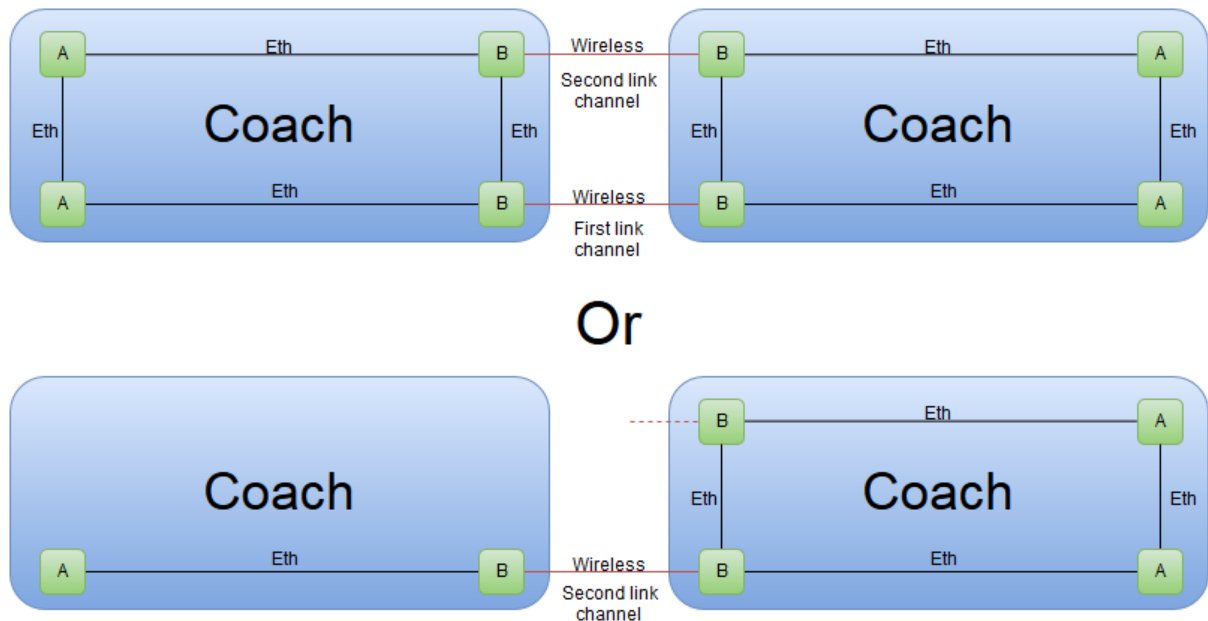 A Eth B Wireless B Eth A
Second link
channel
Eth Coach Eth Eth Coach Eth
A Eth B Wireless B Eth A
First link
channel
Or
B Eth A
Coach Eth Coach Eth
A Eth B Wireless B Eth A
Second link
channel